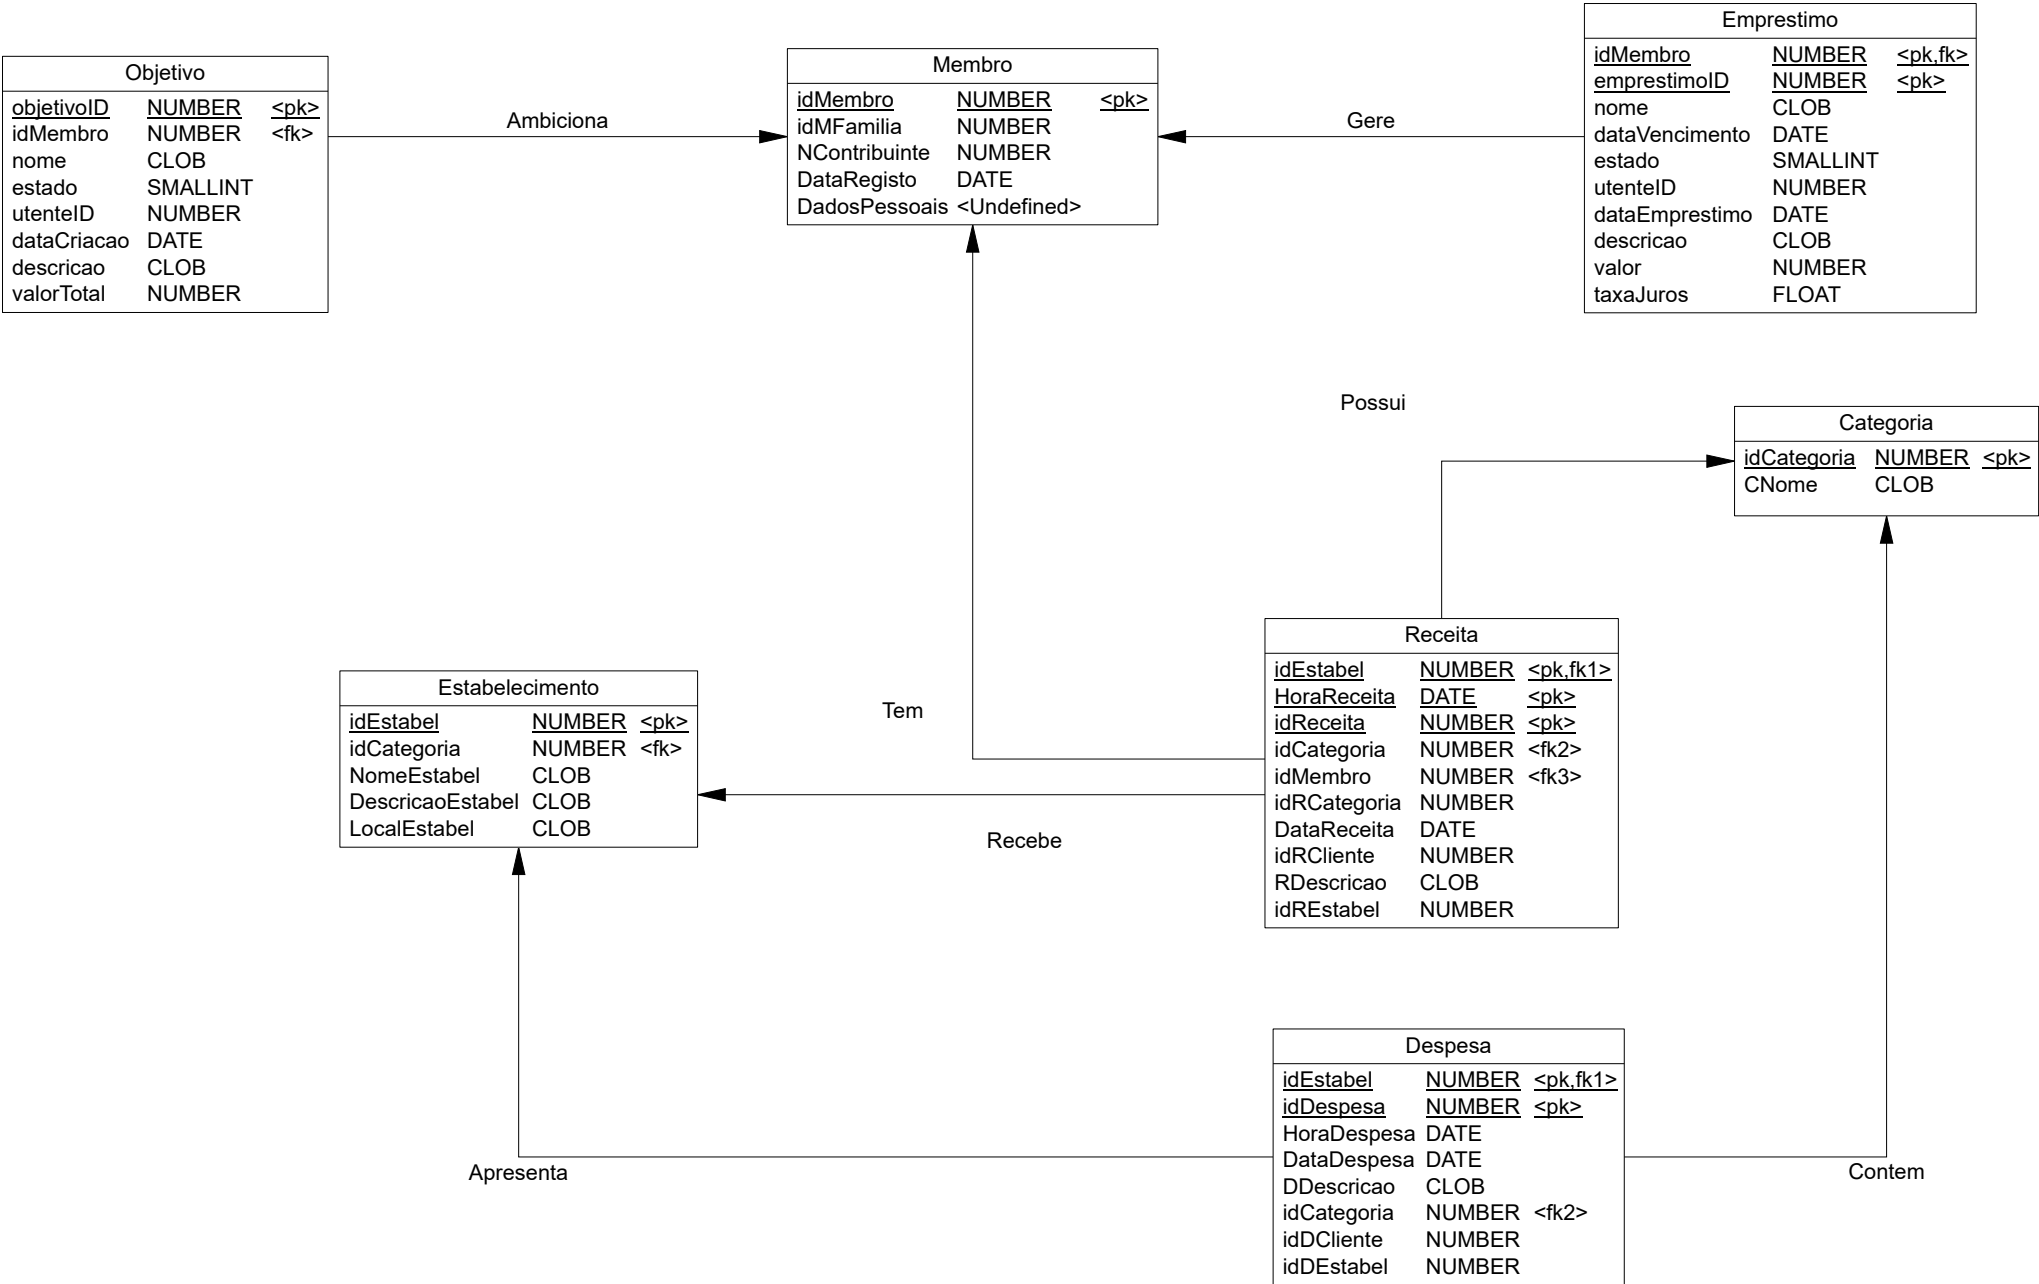 Objetivo
objetivoID NUMBER <pk>
idMembro NUMBER <fk>
nome CLOB
estado SMALLINT
utenteID NUMBER
dataCriacao DATE
descricao CLOB
valorTotal NUMBER
Ambiciona
Membro
idMembro NUMBER <pk>
idMFamilia NUMBER
NContribuinte NUMBER
DataRegisto DATE
DadosPessoais <Undefined>
Gere
Emprestimo
idMembro NUMBER <pk,fk>
emprestimoID NUMBER <pk>
nome CLOB
dataVencimento DATE
estado SMALLINT
utenteID NUMBER
dataEmprestimo DATE
descricao CLOB
valor NUMBER
taxaJuros FLOAT
Possui
Categoria
idCategoria NUMBER <pk>
CNome CLOB
Estabelecimento
idEstabel NUMBER <pk>
idCategoria NUMBER <fk>
NomeEstabel CLOB
DescricaoEstabel CLOB
LocalEstabel CLOB
Tem
Recebe
Receita
idEstabel NUMBER <pk,fk1>
HoraReceita DATE <pk>
idReceita NUMBER <pk>
idCategoria NUMBER <fk2>
idMembro NUMBER <fk3>
idRCategoria NUMBER
DataReceita DATE
idRCliente NUMBER
RDescricao CLOB
idREstabel NUMBER
Apresenta
Despesa
idEstabel NUMBER <pk,fk1>
idDespesa NUMBER <pk>
HoraDespesa DATE
DataDespesa DATE
DDescricao CLOB
idCategoria NUMBER <fk2>
idDCliente NUMBER
idDEstabel NUMBER
Contem